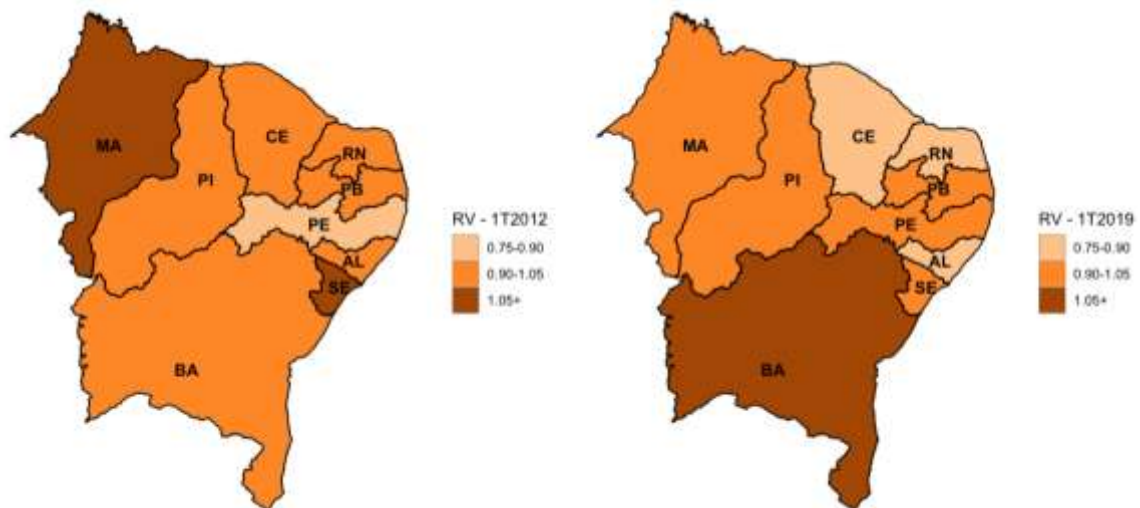 MA
CE
RN
PI
PB
PE
AL
SE
BA
RV - 1T2012
0.75-0.90
0.90-1.05
1.05+
MA
CE
RN
PI
PB
PE
AL
SE
BA
RV - 1T2019
0.75-0.90
0.90-1.05
1.05+